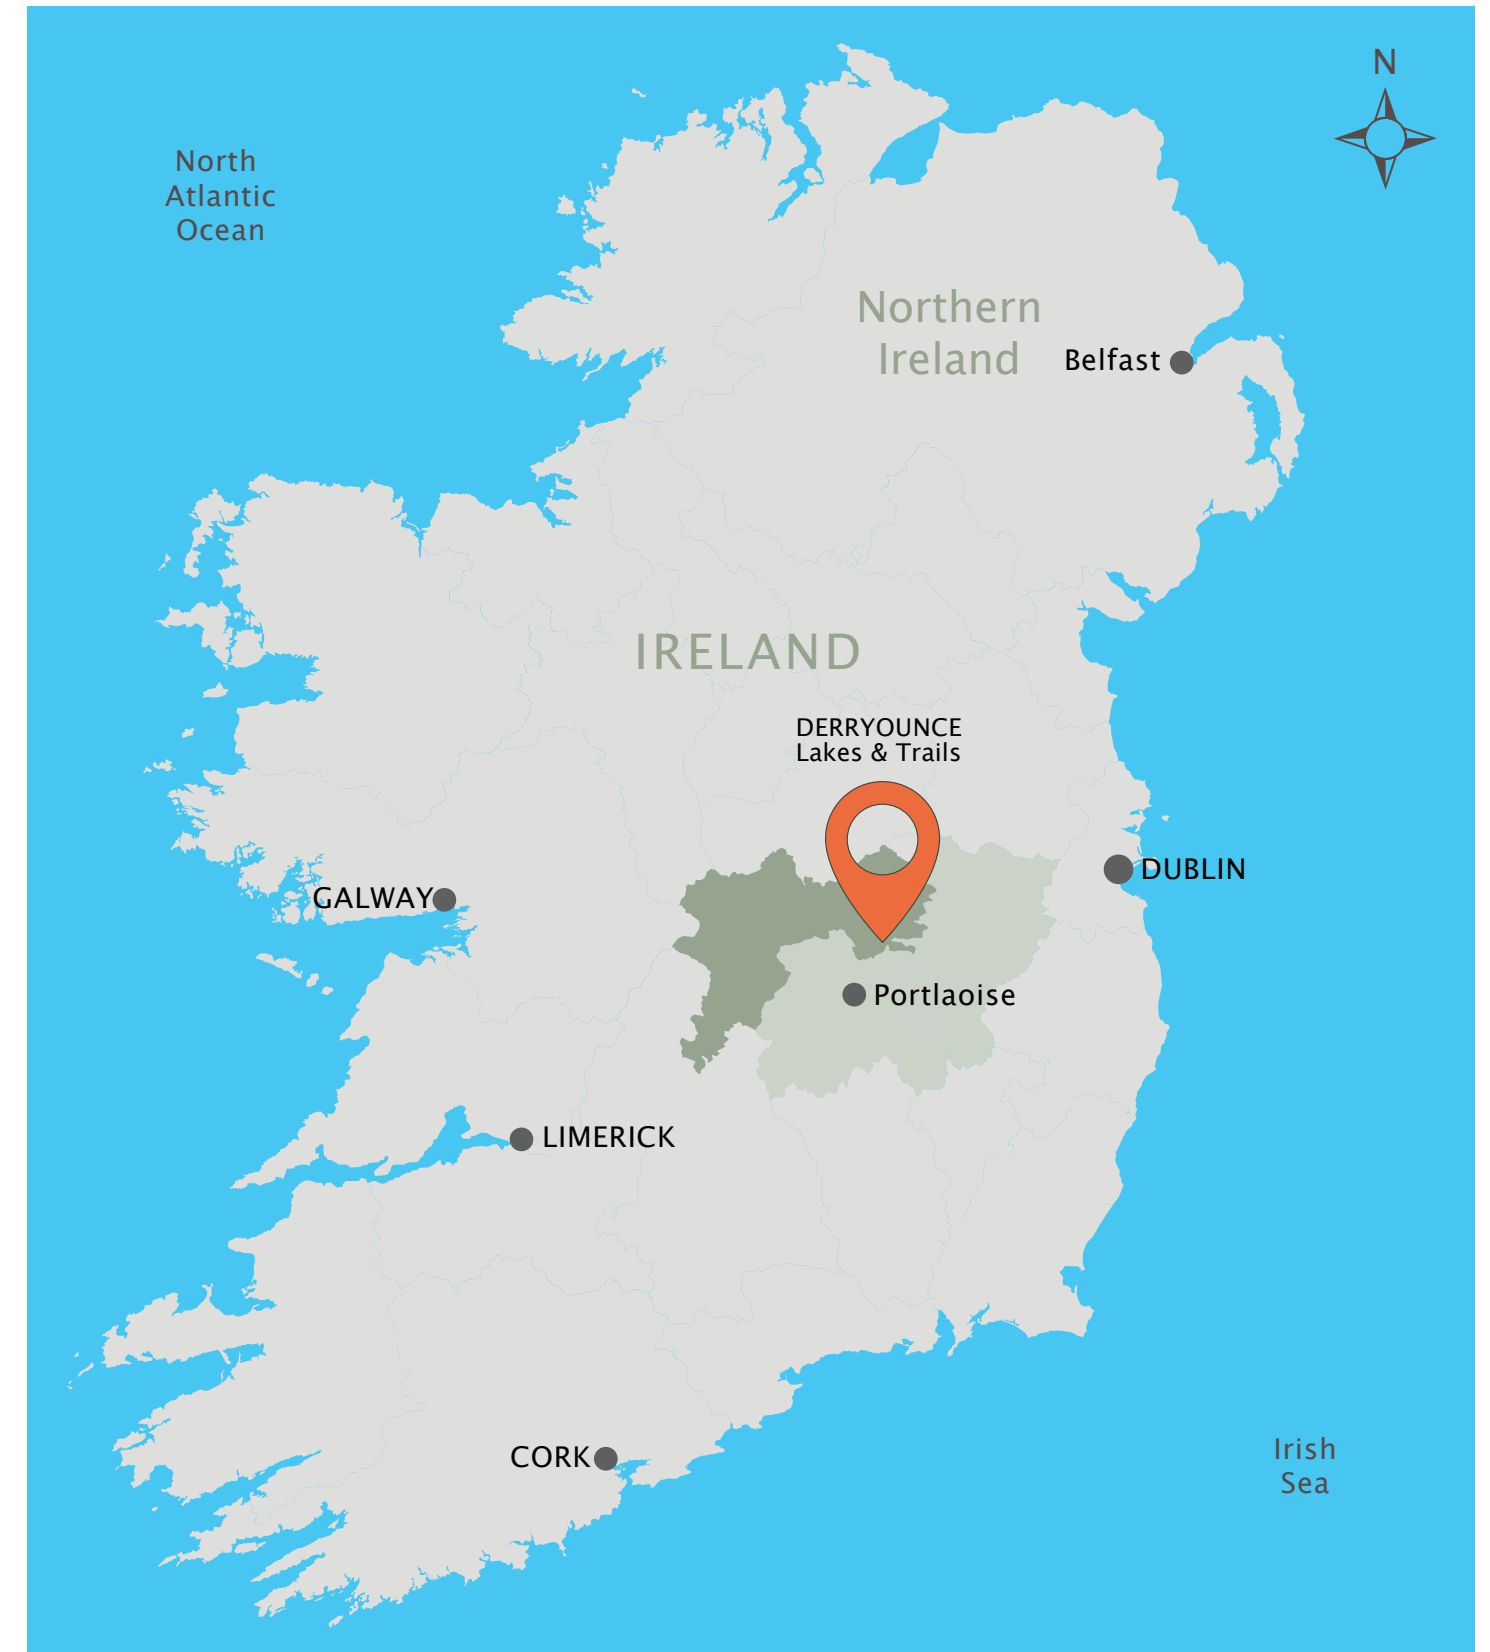 N
North
Atlantic
Ocean
Northern
Ireland
Belfast
IRELAND
DERRYOUNCE
Lakes & Trails
DUBLIN
GALWAY
Portlaoise
LIMERICK
CORK
Irish
Sea